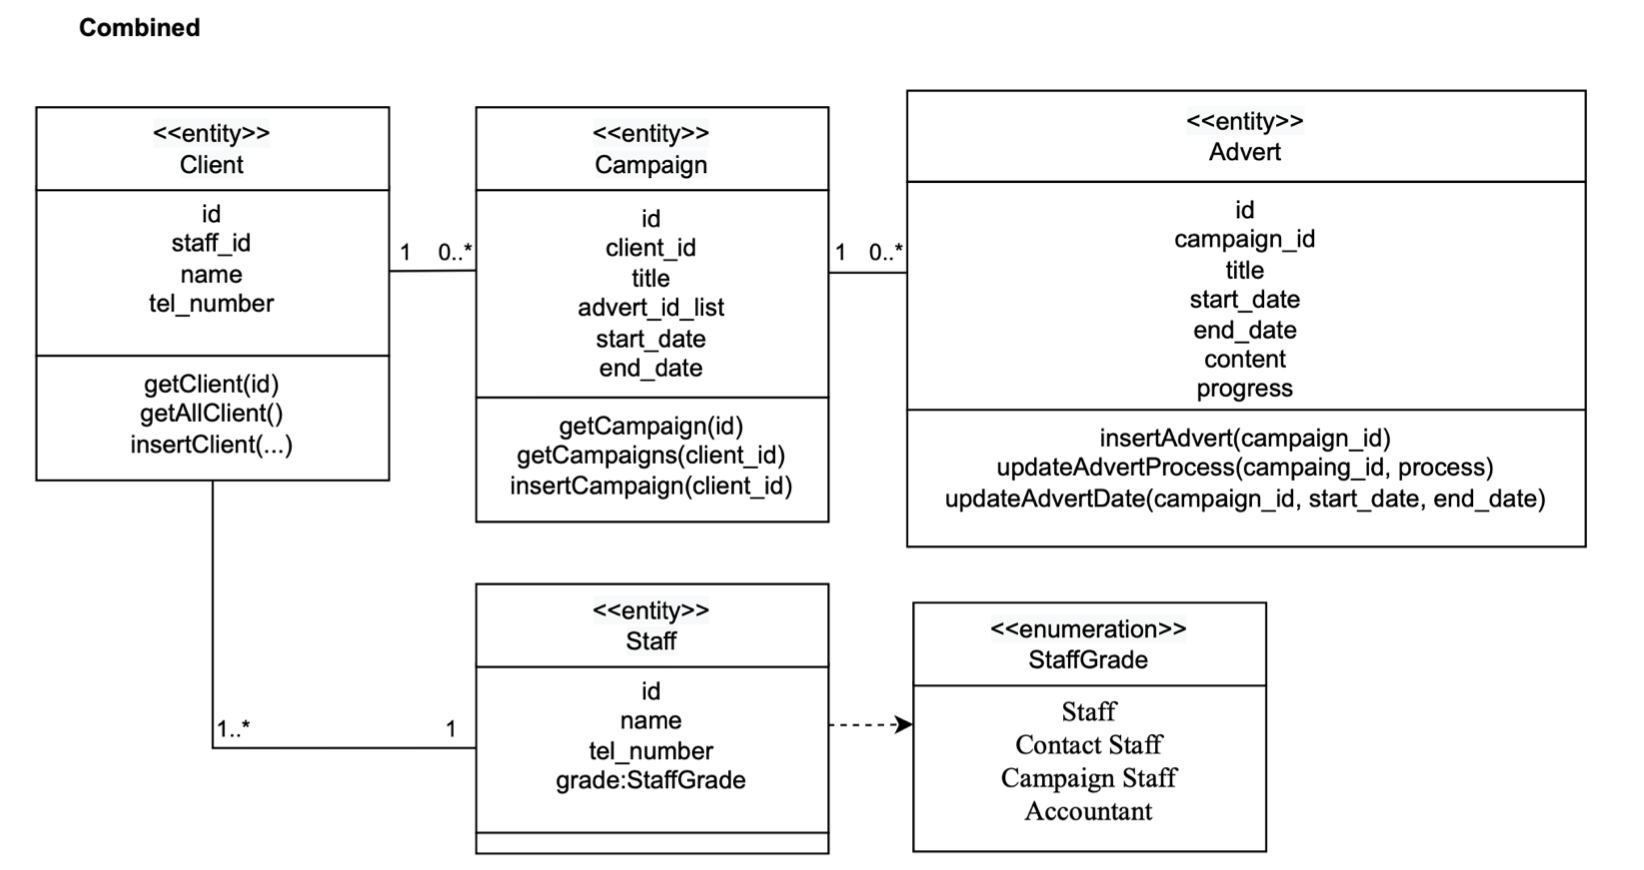 Combined
<<entity>>
Client
id
staff_id
name
tel_number
getClient(id)
getAllClient()
insertClient(...)
1 0..*
<<entity>>
Campaign
id
client_id
title
advert_id_list
start_date
end_date
getCampaign(id)
getCampaigns(client_id)
insertCampaign(client_id)
1 0..*
<<entity>>
Advert
id
campaign_id
title
start_date
end_date
content
progress
insertAdvert(campaign_id)
updateAdvertProcess(campaing_id, process)
updateAdvertDate(campaign_id, start_date, end_date)
1..* 1
<<entity>>
Staff
id
name
tel_number
grade:StaffGrade
<<enumeration>>
StaffGrade
Staff
Contact Staff
Campaign Staff
Accountant